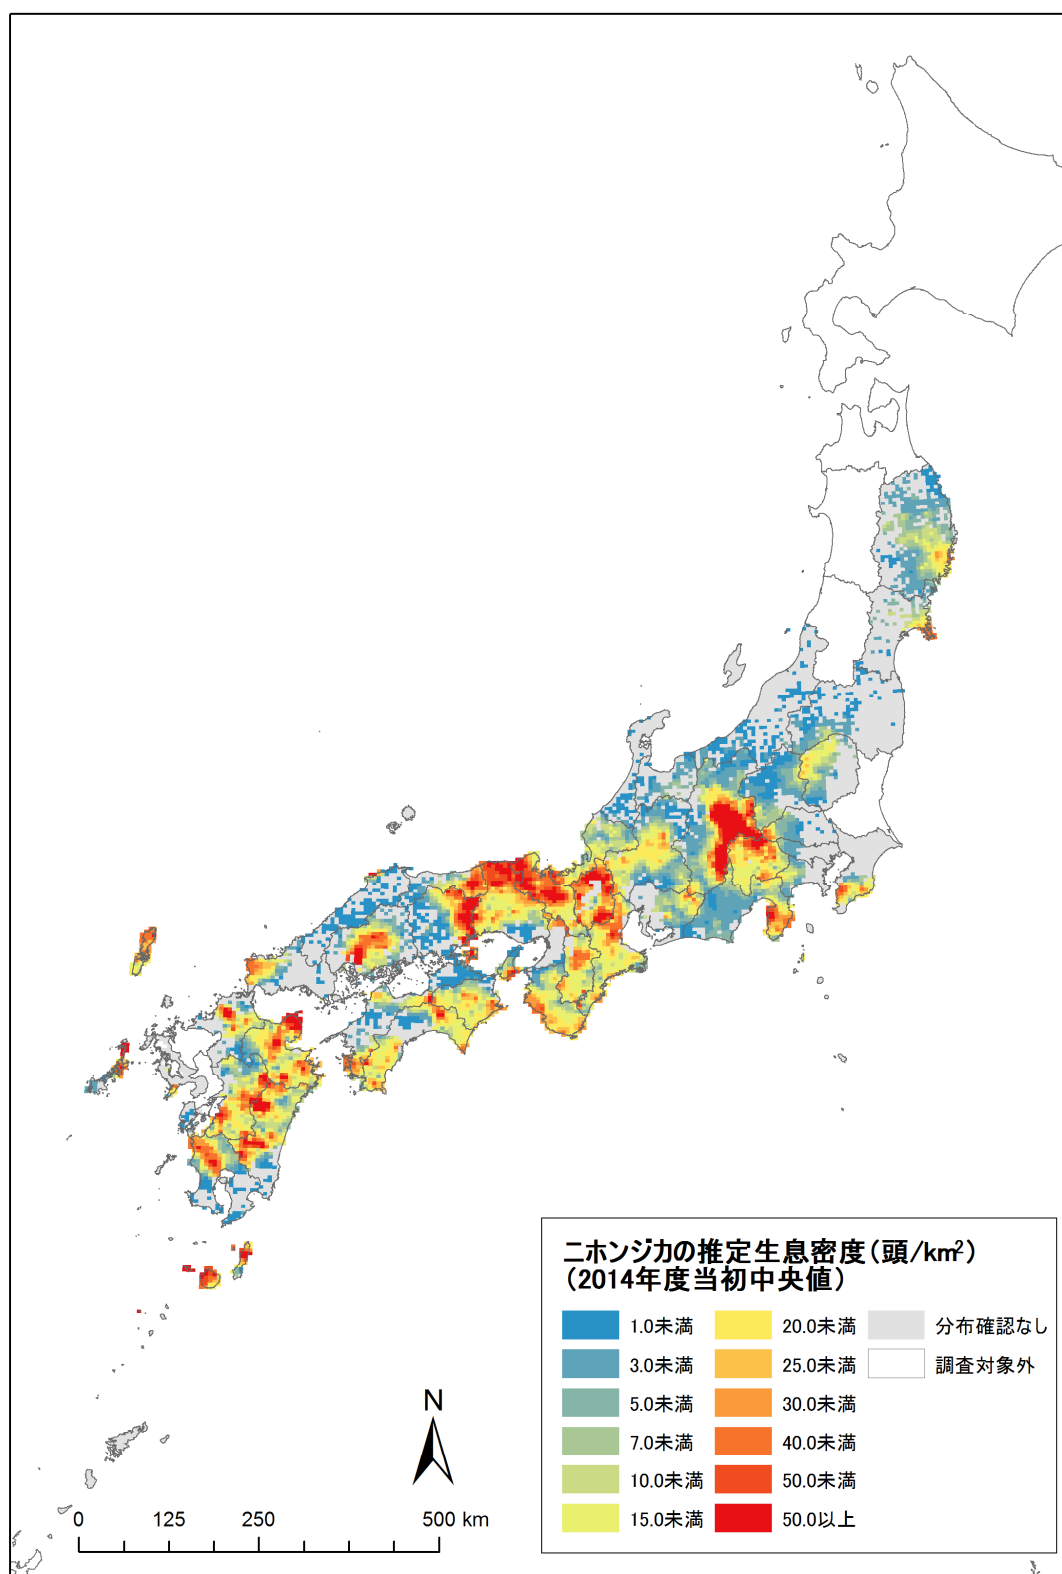 N
0 125 250 500 km
ニホンジカの推定生息密度(頭/km²)
(2014年度当初中央値)
1.0未満 20.0未満 分布確認なし
3.0未満 25.0未満 調査対象外
5.0未満 30.0未満
7.0未満 40.0未満
10.0未満 50.0未満
15.0未満 50.0以上